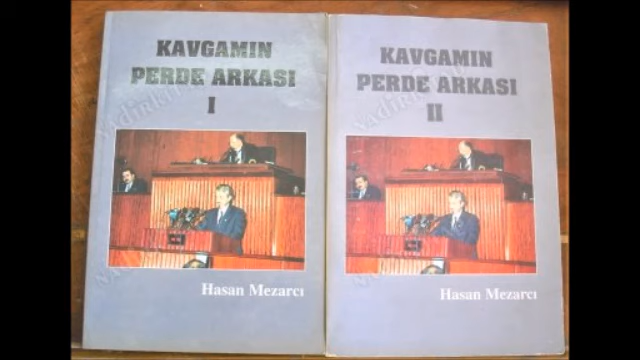 KAVGAMIN
PERDE ARKASI
I
Hasan Mezarcı
KAVGAMIN
PERDE ARKASI
II
Hasan Mezarcı